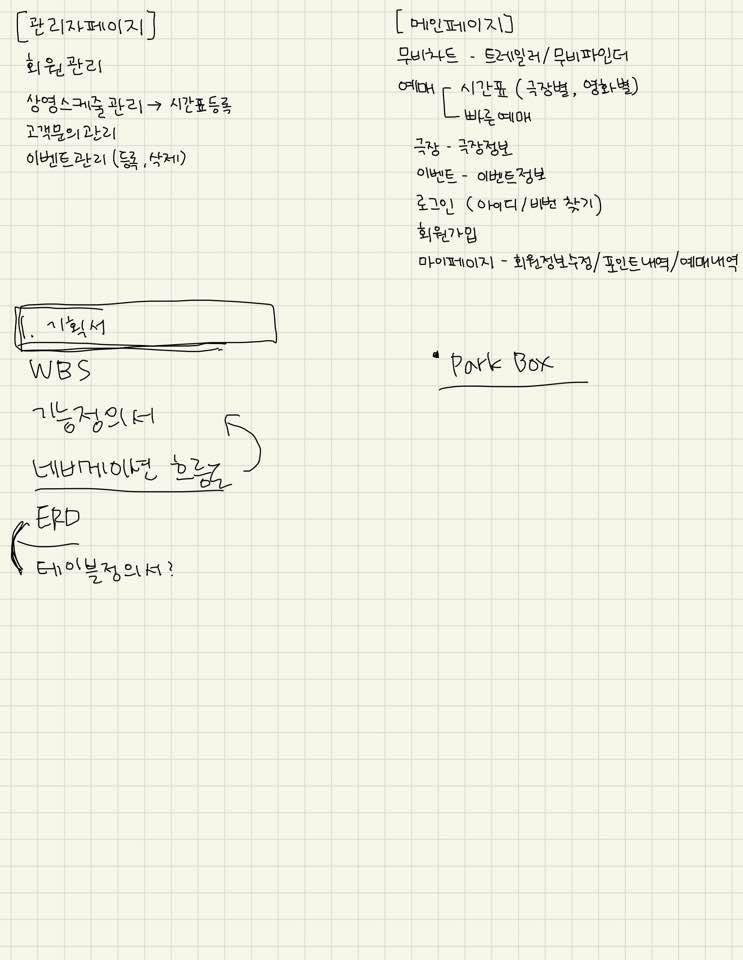 [관리자페이지]
회원관리
상영스케줄관리 → 시간표등록
고객문의관리
이벤트관리 (등록, 삭제)
[메인페이지]
무비차트 - 트레일러/무비파인더
예매 시간표 (극장별, 영화별)
빠른예매
극장 - 극장정보
이벤트 - 이벤트정보
로그인 (아이디/비번 찾기)
회원가입
마이페이지 - 회원정보수정/포인트내역/예매내역
1. 기획서
WBS
기능정의서
네비게이션 흐름도
ERD
테이블정의서?
• Park Box